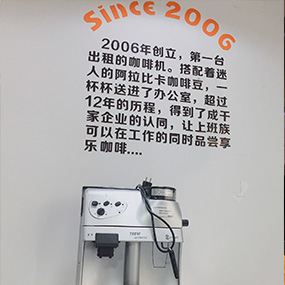 Since 2006
2006年创立，第一台
出租的咖啡机。搭配着迷
人的阿拉比卡咖啡豆，一
杯杯送进了办公室，超过
12年的历程，得到了成千
家企业的认同，让上班族
可以在工作的同时品尝享
乐咖啡....